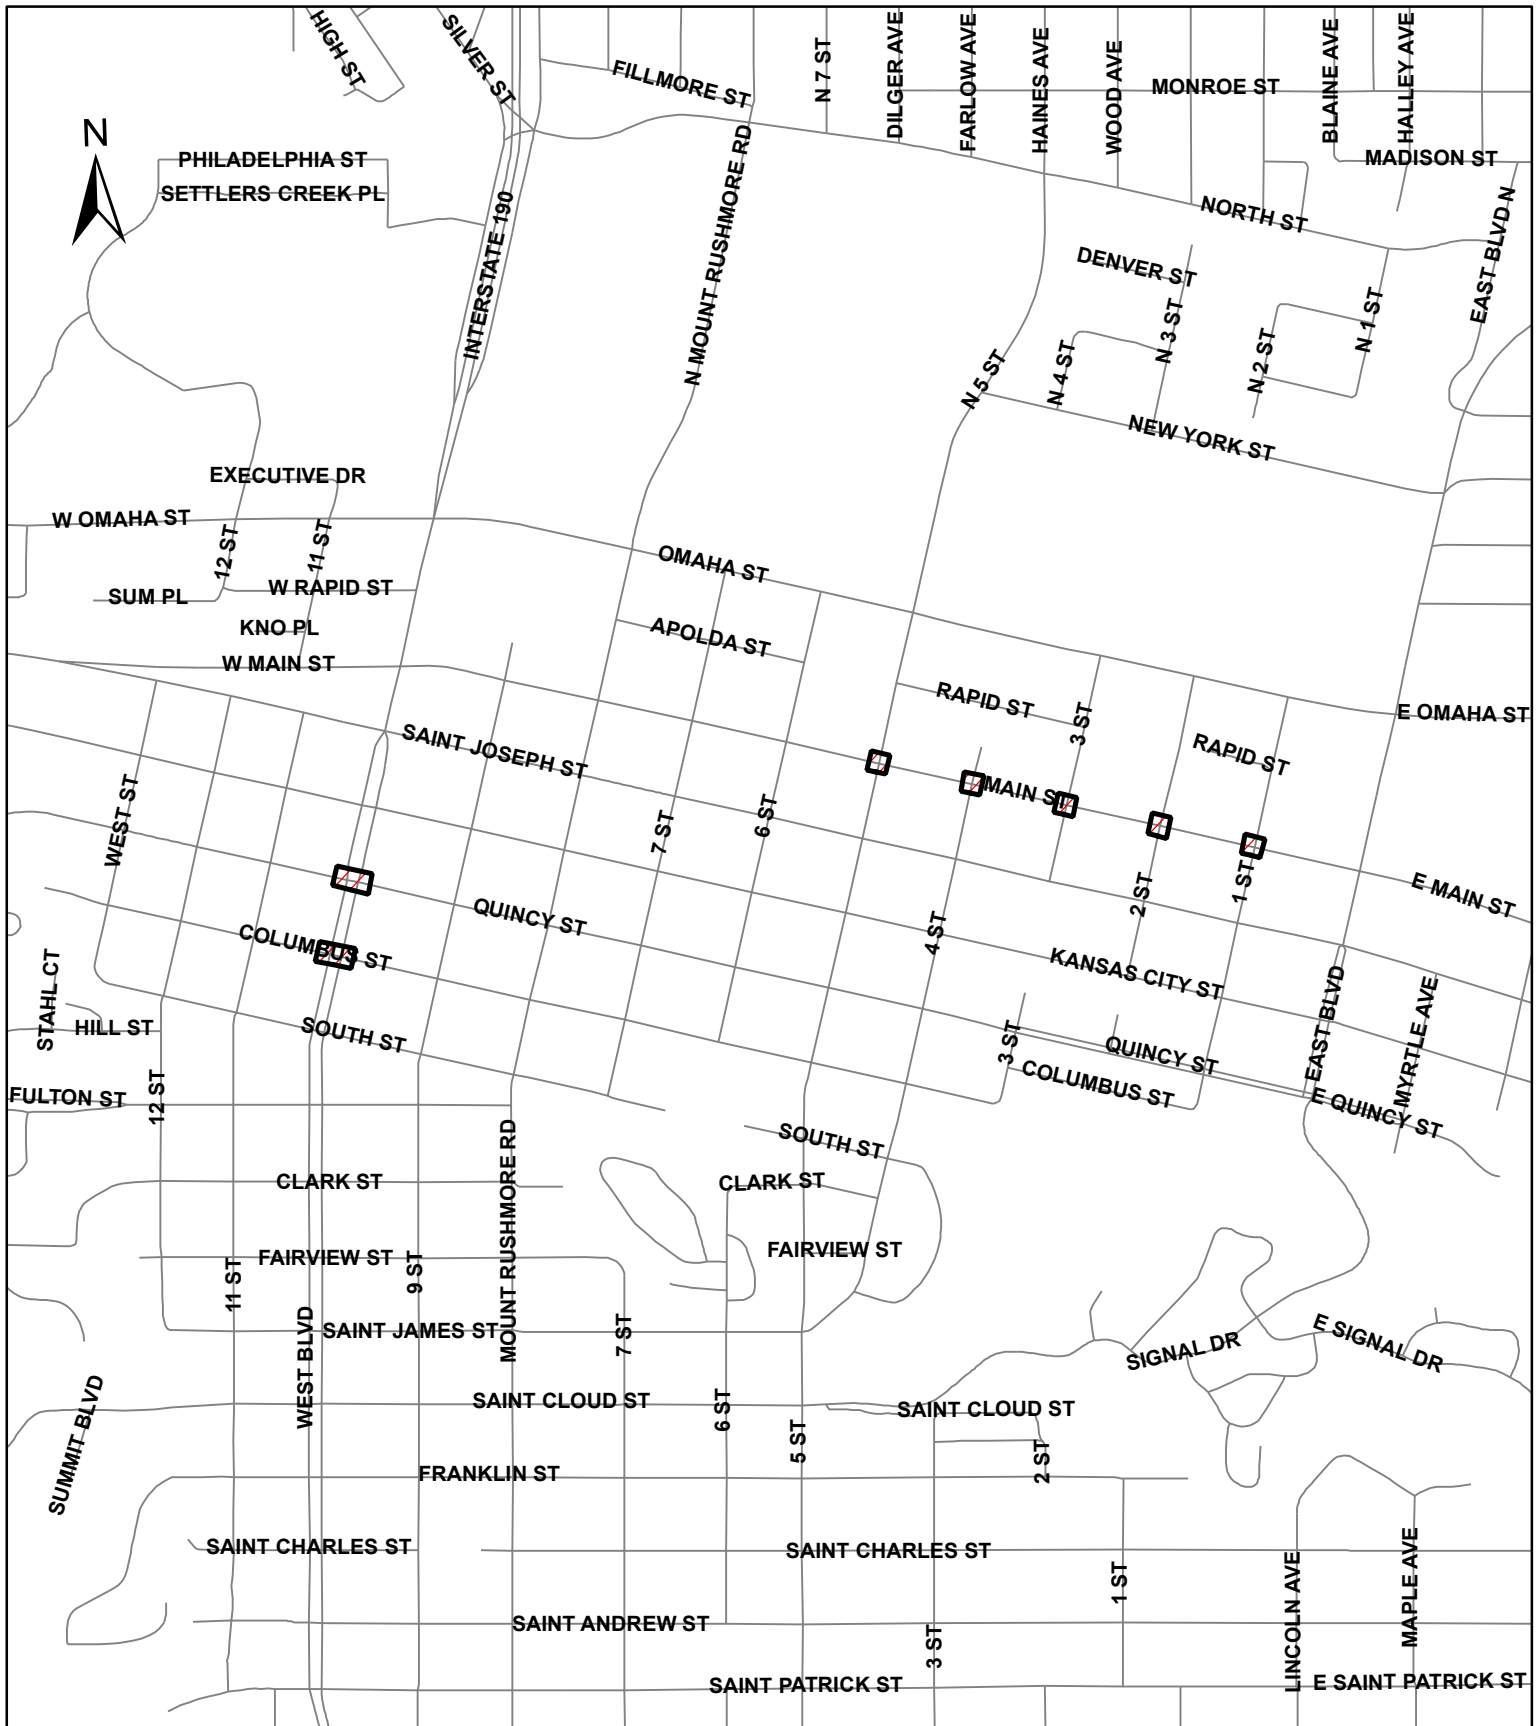 HIGH ST
SILVER ST
FILLMORE ST
N 7 ST
DILGER AVE
FARLOW AVE
HAINES AVE
WOOD AVE
MONROE ST
BLAINE AVE
HALLEY AVE
N
PHILADELPHIA ST
SETTLERS CREEK PL
MADISON ST
INTERSTATE 190
N MOUNT RUSHMORE RD
NORTH ST
EAST BLVD N
DENVER ST
N 3 ST
N 1 ST
N 5 ST
N 4 ST
N 2 ST
NEW YORK ST
EXECUTIVE DR
W OMAHA ST
12 ST
11 ST
OMAHA ST
SUM PL
W RAPID ST
KNO PL
APOLDA ST
W MAIN ST
RAPID ST
3 ST
E OMAHA ST
SAINT JOSEPH ST
RAPID ST
WEST ST
7 ST
6 ST
MAIN ST
2 ST
1 ST
E MAIN ST
QUINCY ST
COLUMBUS ST
4 ST
KANSAS CITY ST
STAHL CT
HILL ST
SOUTH ST
3 ST
QUINCY ST
EAST BLVD
MYRTLE AVE
FULTON ST
12 ST
COLUMBUS ST
E QUINCY ST
SOUTH ST
CLARK ST
MOUNT RUSHMORE RD
CLARK ST
FAIRVIEW ST
FAIRVIEW ST
11 ST
9 ST
WEST BLVD
SAINT JAMES ST
7 ST
SIGNAL DR
E SIGNAL DR
SUMMIT BLVD
SAINT CLOUD ST
6 ST
SAINT CLOUD ST
5 ST
2 ST
FRANKLIN ST
SAINT CHARLES ST
SAINT CHARLES ST
1 ST
LINCOLN AVE
MAPLE AVE
SAINT ANDREW ST
3 ST
SAINT PATRICK ST
E SAINT PATRICK ST